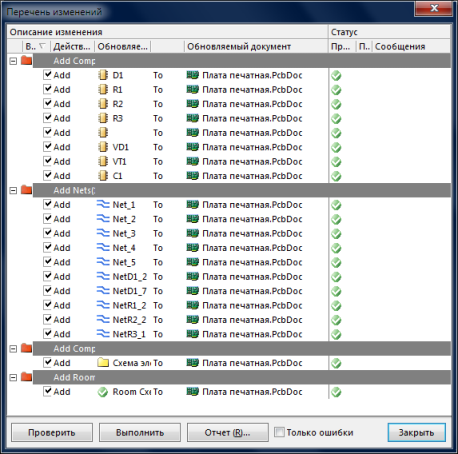 Перечень изменений
Описание изменения Статус
В.. Действ... Обновляе... Обновляемый документ Пр... П.. Сообщения
Add Comp
Add D1 To Плата печатная.PcbDoc
Add R1 To Плата печатная.PcbDoc
Add R2 To Плата печатная.PcbDoc
Add R3 To Плата печатная.PcbDoc
Add To Плата печатная.PcbDoc
Add VD1 To Плата печатная.PcbDoc
Add VT1 To Плата печатная.PcbDoc
Add C1 To Плата печатная.PcbDoc
Add Nets(
Add Net_1 To Плата печатная.PcbDoc
Add Net_2 To Плата печатная.PcbDoc
Add Net_3 To Плата печатная.PcbDoc
Add Net_4 To Плата печатная.PcbDoc
Add Net_5 To Плата печатная.PcbDoc
Add NetD1_2 To Плата печатная.PcbDoc
Add NetD1_7 To Плата печатная.PcbDoc
Add NetR1_2 To Плата печатная.PcbDoc
Add NetR2_2 To Плата печатная.PcbDoc
Add NetR3_1 To Плата печатная.PcbDoc
Add Comp
Add Схема эл To Плата печатная.PcbDoc
Add Room
Add Room Сх To Плата печатная.PcbDoc
Проверить Выполнить Отчет (R)... Только ошибки Закрыть